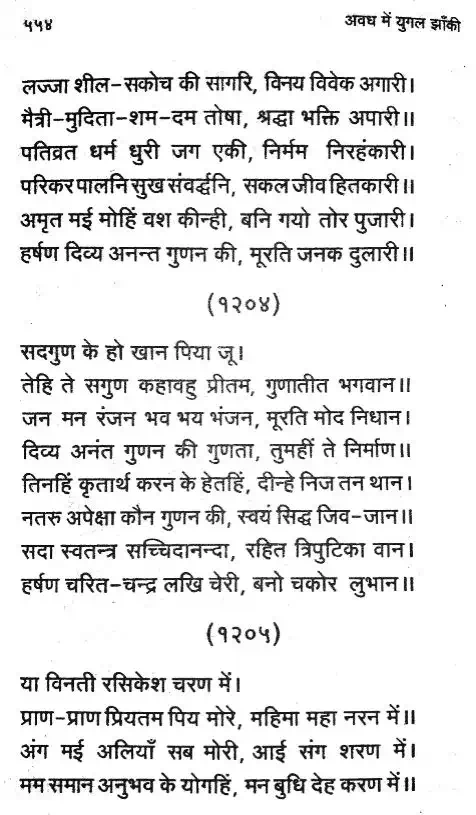 ५५४
अवध में युगल झाँकी
लज्जा शील-सकोच की सागरि, विनय विवेक अगारी।
मैत्री-मुदिता-शम-दम तोषा, श्रद्धा भक्ति अपारी॥
पतिव्रत धर्म धुरी जग एकी, निर्मम निरहंकारी।
परिकर पालनि सुख संवर्द्धनि, सकल जीव हितकारी॥
अमृत मई मोहिं वश कीन्ही, बनि गयो तोर पुजारी।
हर्षण दिव्य अनन्त गुणन की, मूरति जनक दुलारी॥
(१२०४)
सदगुण के हो खान पिया जू।
तेहि ते सगुण कहावहु प्रीतम, गुणातीत भगवान॥
जन मन रंजन भव भय भंजन, मूरति मोद निधान।
दिव्य अनंत गुणन की गुणता, तुमहीं ते निर्माण॥
तिनहिं कृतार्थ करन के हेतहिं, दीन्हे निज तन थान।
नतरु अपेक्षा कौन गुणन की, स्वयं सिद्ध जिव-जान॥
सदा स्वतन्त्र सच्चिदानन्दा, रहित त्रिपुटिका वान।
हर्षण चरित-चन्द्र लखि चेरी, बनो चकोर लुभान॥
(१२०५)
या विनती रसिकेश चरण में।
प्राण-प्राण प्रियतम पिय मोरे, महिमा महा नरन में॥
अंग मई अलियाँ सब मोरी, आई संग शरण में।
मम समान अनुभव के योगहिं, मन बुधि देह करण में॥